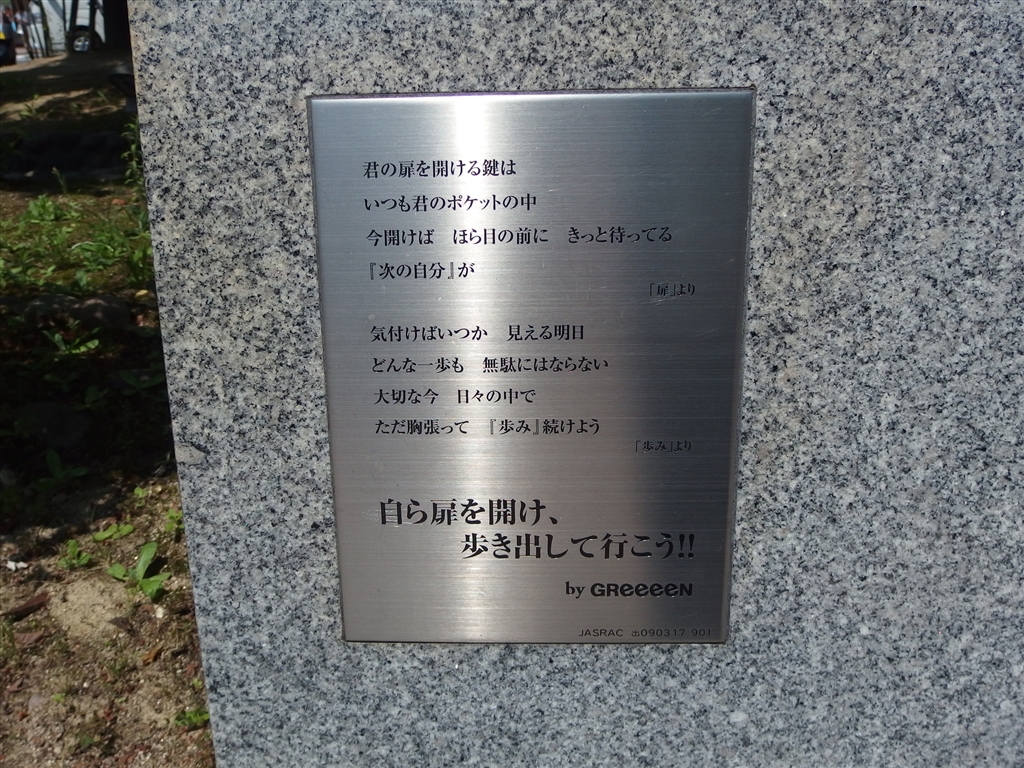 君の扉を開ける鍵は
いつも君のポケットの中
今開けば　ほら目の前に　きっと待ってる
『次の自分』が
「扉」より
気付けばいつか　見える明日
どんな一歩も　無駄にはならない
大切な今　日々の中で
ただ胸張って　『歩み』続けよう
「歩み」より
自ら扉を開け、
歩き出して行こう!!
by GReeeeN
JASRAC 出090317 901